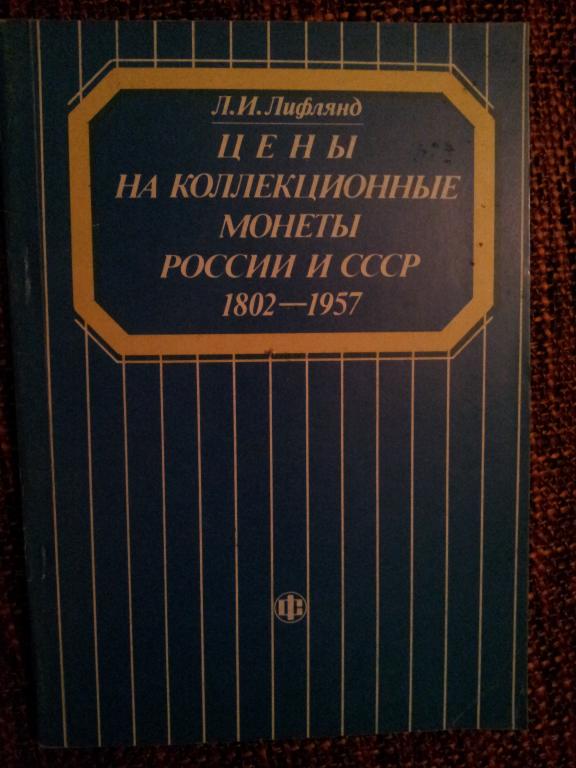 Л.И.Лифлянд
ЦЕНЫ
НА КОЛЛЕКЦИОННЫЕ
МОНЕТЫ
РОССИИ И СССР
1802—1957